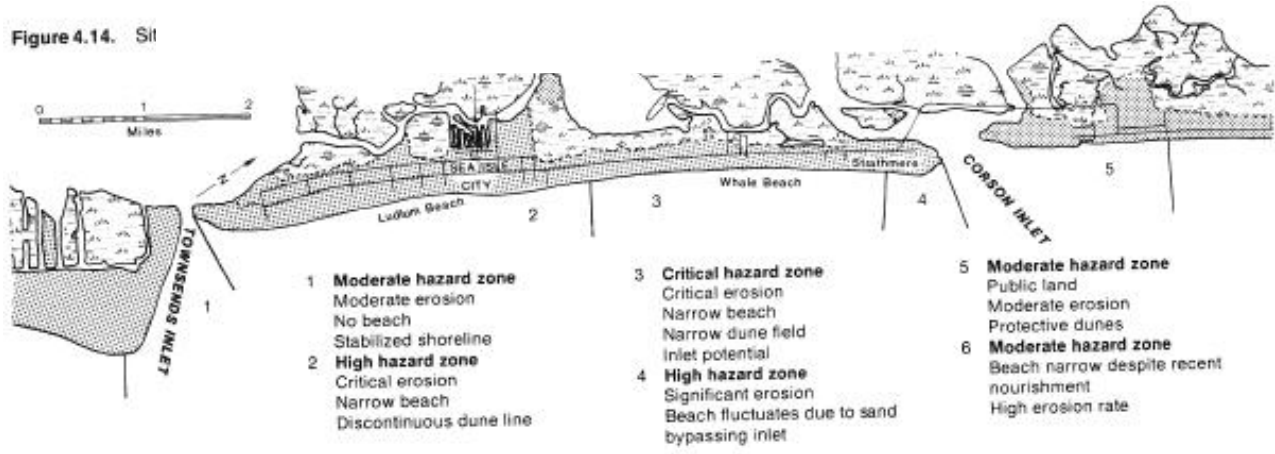 Figure 4.14. Sit
0 1 2
Miles
N
SEA ISLE
CITY
Ludlum Beach
Whale Beach
Strathmere
TOWNSENDS INLET
CORSON INLET
1
2
3
4
5
1 Moderate hazard zone
Moderate erosion
No beach
Stabilized shoreline
2 High hazard zone
Critical erosion
Narrow beach
Discontinuous dune line
3 Critical hazard zone
Critical erosion
Narrow beach
Narrow dune field
Inlet potential
4 High hazard zone
Significant erosion
Beach fluctuates due to sand
bypassing inlet
5 Moderate hazard zone
Public land
Moderate erosion
Protective dunes
6 Moderate hazard zone
Beach narrow despite recent
nourishment
High erosion rate